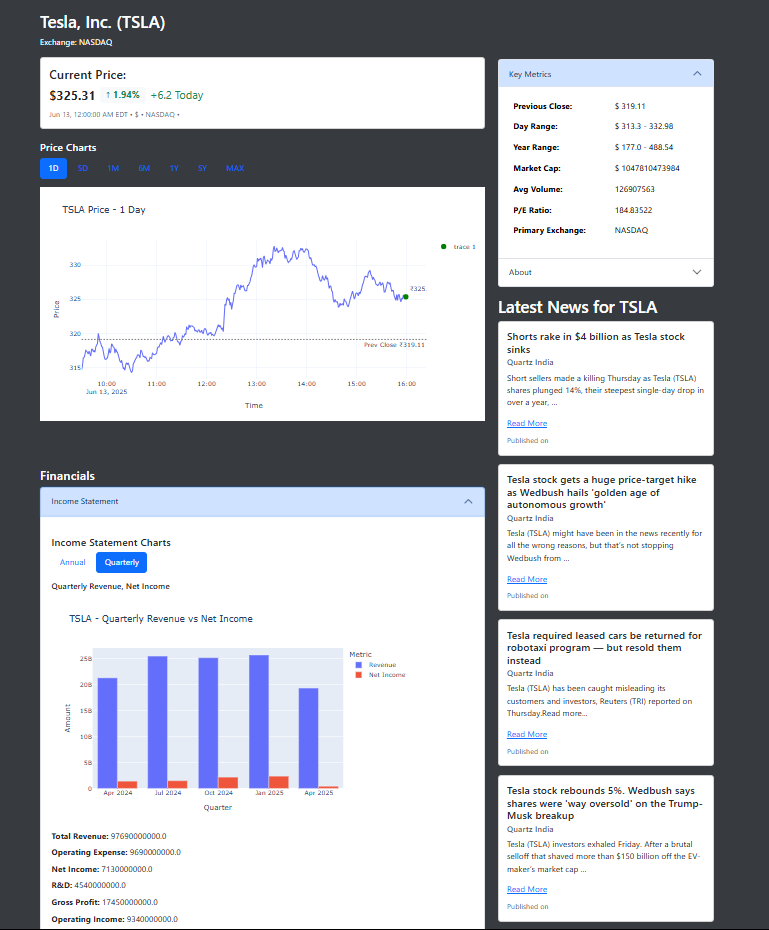 Tesla, Inc. (TSLA)
Exchange: NASDAQ
Current Price:
$325.31 ↑ 1.94% +6.2 Today
Jun 13, 12:00:00 AM EDT • $ • NASDAQ •
Price Charts
1D 5D 1M 6M 1Y 5Y MAX
TSLA Price - 1 Day
trace 1
330
325
320
315
Price
₹325.
Prev Close ₹319.11
10:00 11:00 12:00 13:00 14:00 15:00 16:00
Jun 13, 2025
Time
Financials
Income Statement
Income Statement Charts
Annual Quarterly
Quarterly Revenue, Net Income
TSLA - Quarterly Revenue vs Net Income
Metric
Revenue
Net Income
25B
20B
15B
10B
5B
0
Amount
Apr 2024 Jul 2024 Oct 2024 Jan 2025 Apr 2025
Quarter
Total Revenue: 97690000000.0
Operating Expense: 9690000000.0
Net Income: 7130000000.0
R&D: 4540000000.0
Gross Profit: 17450000000.0
Operating Income: 9340000000.0
Key Metrics
Previous Close: $ 319.11
Day Range: $ 313.3 - 332.98
Year Range: $ 177.0 - 488.54
Market Cap: $ 1047810473984
Avg Volume: 126907563
P/E Ratio: 184.83522
Primary Exchange: NASDAQ
About
Latest News for TSLA
Shorts rake in $4 billion as Tesla stock
sinks
Quartz India
Short sellers made a killing Thursday as Tesla (TSLA)
shares plunged 14%, their steepest single-day drop in
over a year, ...
Read More
Published on
Tesla stock gets a huge price-target hike
as Wedbush hails 'golden age of
autonomous growth'
Quartz India
Tesla (TSLA) might have been in the news recently for
all the wrong reasons, but that's not stopping
Wedbush from ...
Read More
Published on
Tesla required leased cars be returned for
robotaxi program — but resold them
instead
Quartz India
Tesla (TSLA) has been caught misleading its
customers and investors, Reuters (TRI) reported on
Thursday.Read more...
Read More
Published on
Tesla stock rebounds 5%. Wedbush says
shares were 'way oversold' on the Trump-
Musk breakup
Quartz India
Tesla (TSLA) investors exhaled Friday. After a brutal
selloff that shaved more than $150 billion off the EV-
maker's market cap ...
Read More
Published on